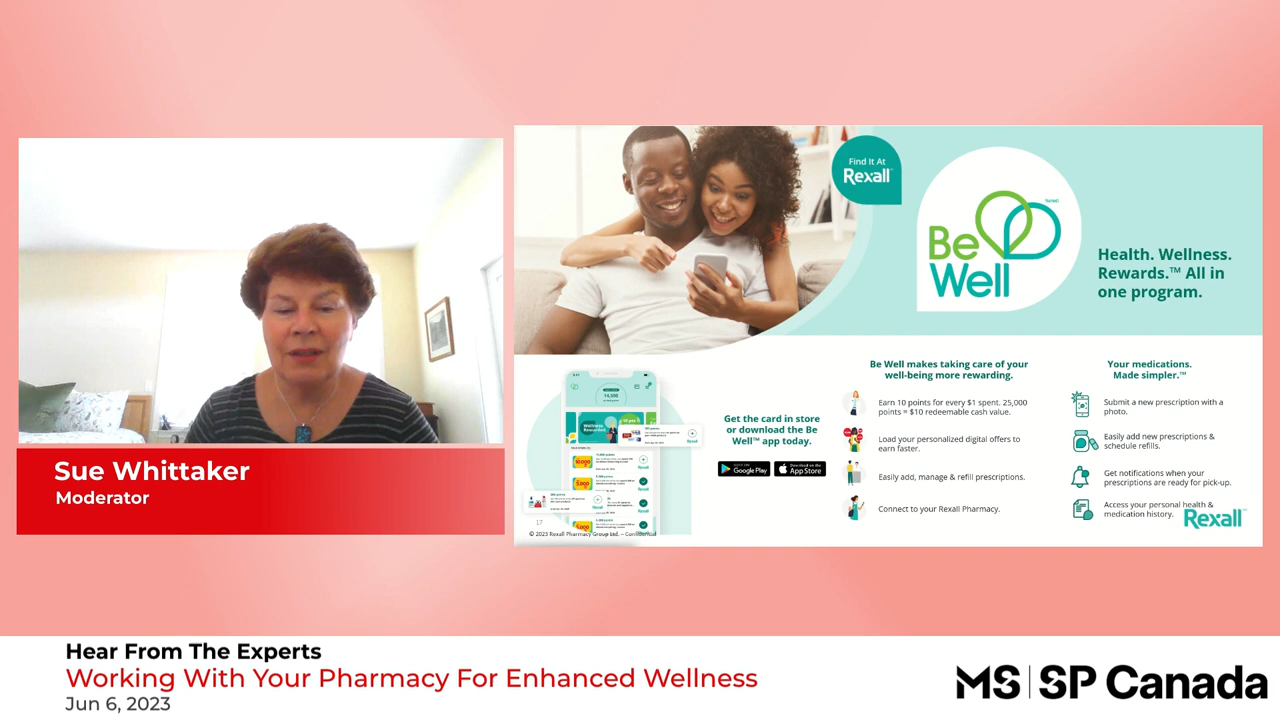 Sue Whittaker
Moderator
Find It At
Rexall
Be
Well
Health. Wellness.
Rewards.™ All in
one program.
Get the card in store
or download the Be
Well™ app today.
Google Play
App Store
Be Well makes taking care of your
well-being more rewarding.
Earn 10 points for every $1 spent. 25,000
points = $10 redeemable cash value.
Load your personalized digital offers to
earn faster.
Easily add, manage & refill prescriptions.
Connect to your Rexall Pharmacy.
Your medications.
Made simpler.™
Submit a new prescription with a
photo.
Easily add new prescriptions &
schedule refills.
Get notifications when your
prescriptions are ready for pick-up.
Access your personal health &
medication history.
Rexall
17
© 2023 Rexall Pharmacy Group Ltd. – Confidential
Hear From The Experts
Working With Your Pharmacy For Enhanced Wellness
Jun 6, 2023
MS | SP Canada